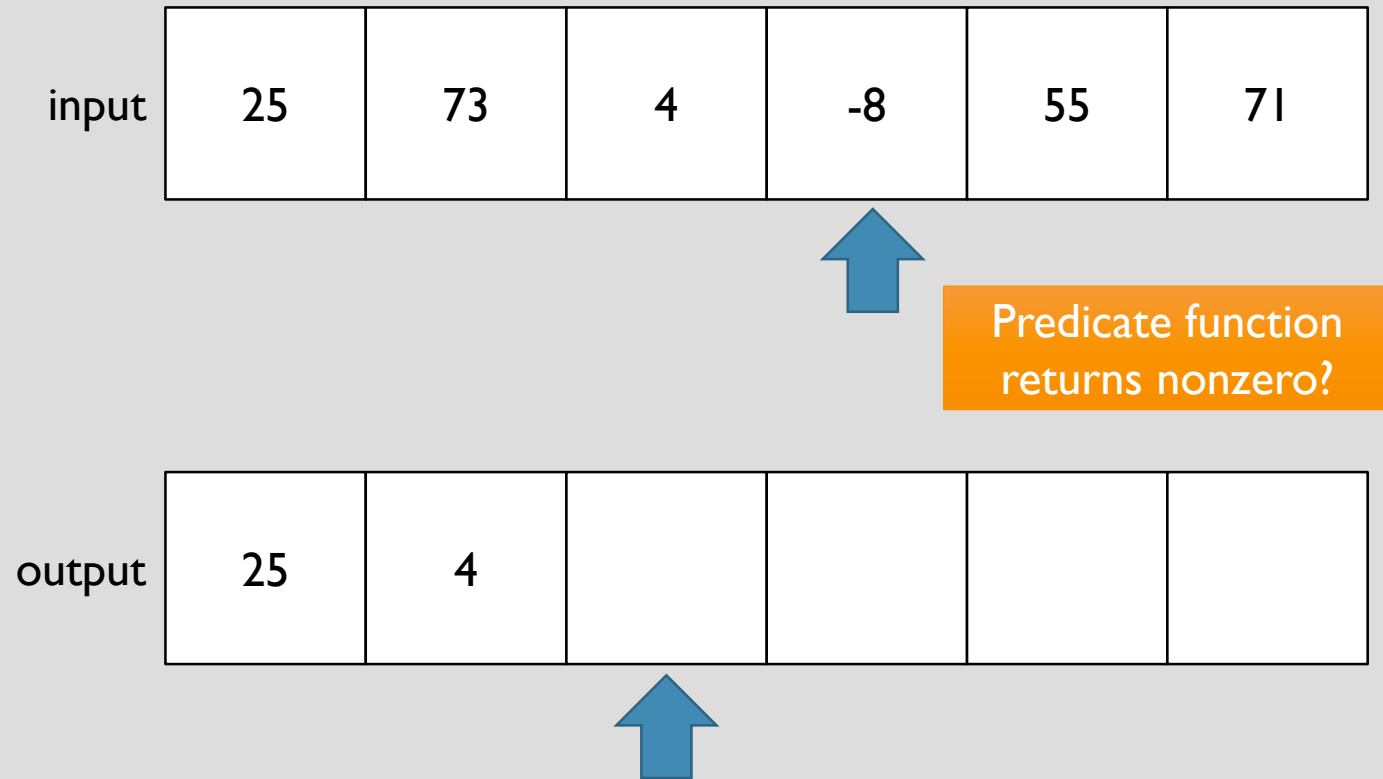 input 25 73 4 -8 55 71
Predicate function
returns nonzero?
output 25 4